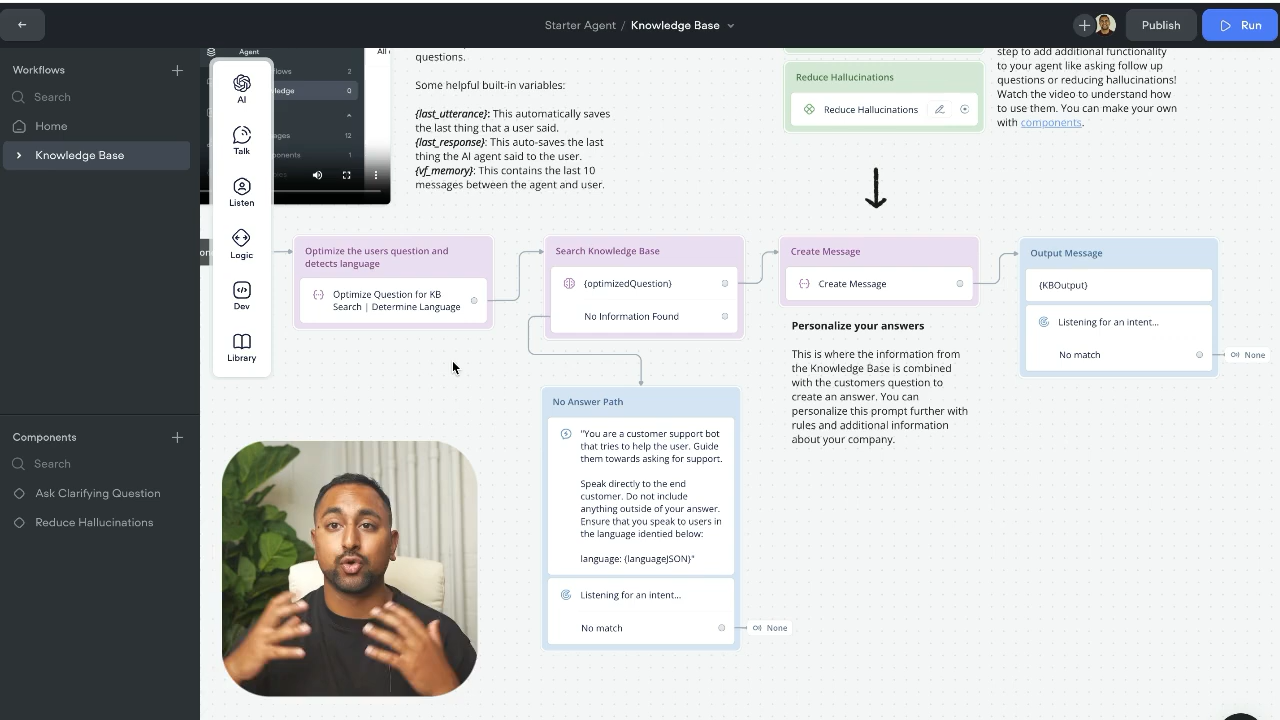 Starter Agent / Knowledge Base
Publish
Run
Workflows
Search
Home
Knowledge Base
Components
Search
Ask Clarifying Question
Reduce Hallucinations
AI
Talk
Listen
Logic
Dev
Library
Agent
2
0
12
1
questions.
Some helpful built-in variables:
{last_utterance}: This automatically saves
the last thing that a user said.
{last_response}: This auto-saves the last
thing the AI agent said to the user.
{vf_memory}: This contains the last 10
messages between the agent and user.
Reduce Hallucinations
Reduce Hallucinations
step to add additional functionality
to your agent like asking follow up
questions or reducing hallucinations!
Watch the video to understand how
to use them. You can make your own
with components.
Optimize the users question and
detects language
Optimize Question for KB
Search | Determine Language
Search Knowledge Base
{optimizedQuestion}
No Information Found
Create Message
Create Message
Personalize your answers
This is where the information from
the Knowledge Base is combined
with the customers question to
create an answer. You can
personalize this prompt further with
rules and additional information
about your company.
Output Message
{KBOutput}
Listening for an intent...
No match
None
No Answer Path
"You are a customer support bot
that tries to help the user. Guide
them towards asking for support.
Speak directly to the end
customer. Do not include
anything outside of your answer.
Ensure that you speak to users in
the language identied below:
language: {languageJSON}"
Listening for an intent...
No match
None